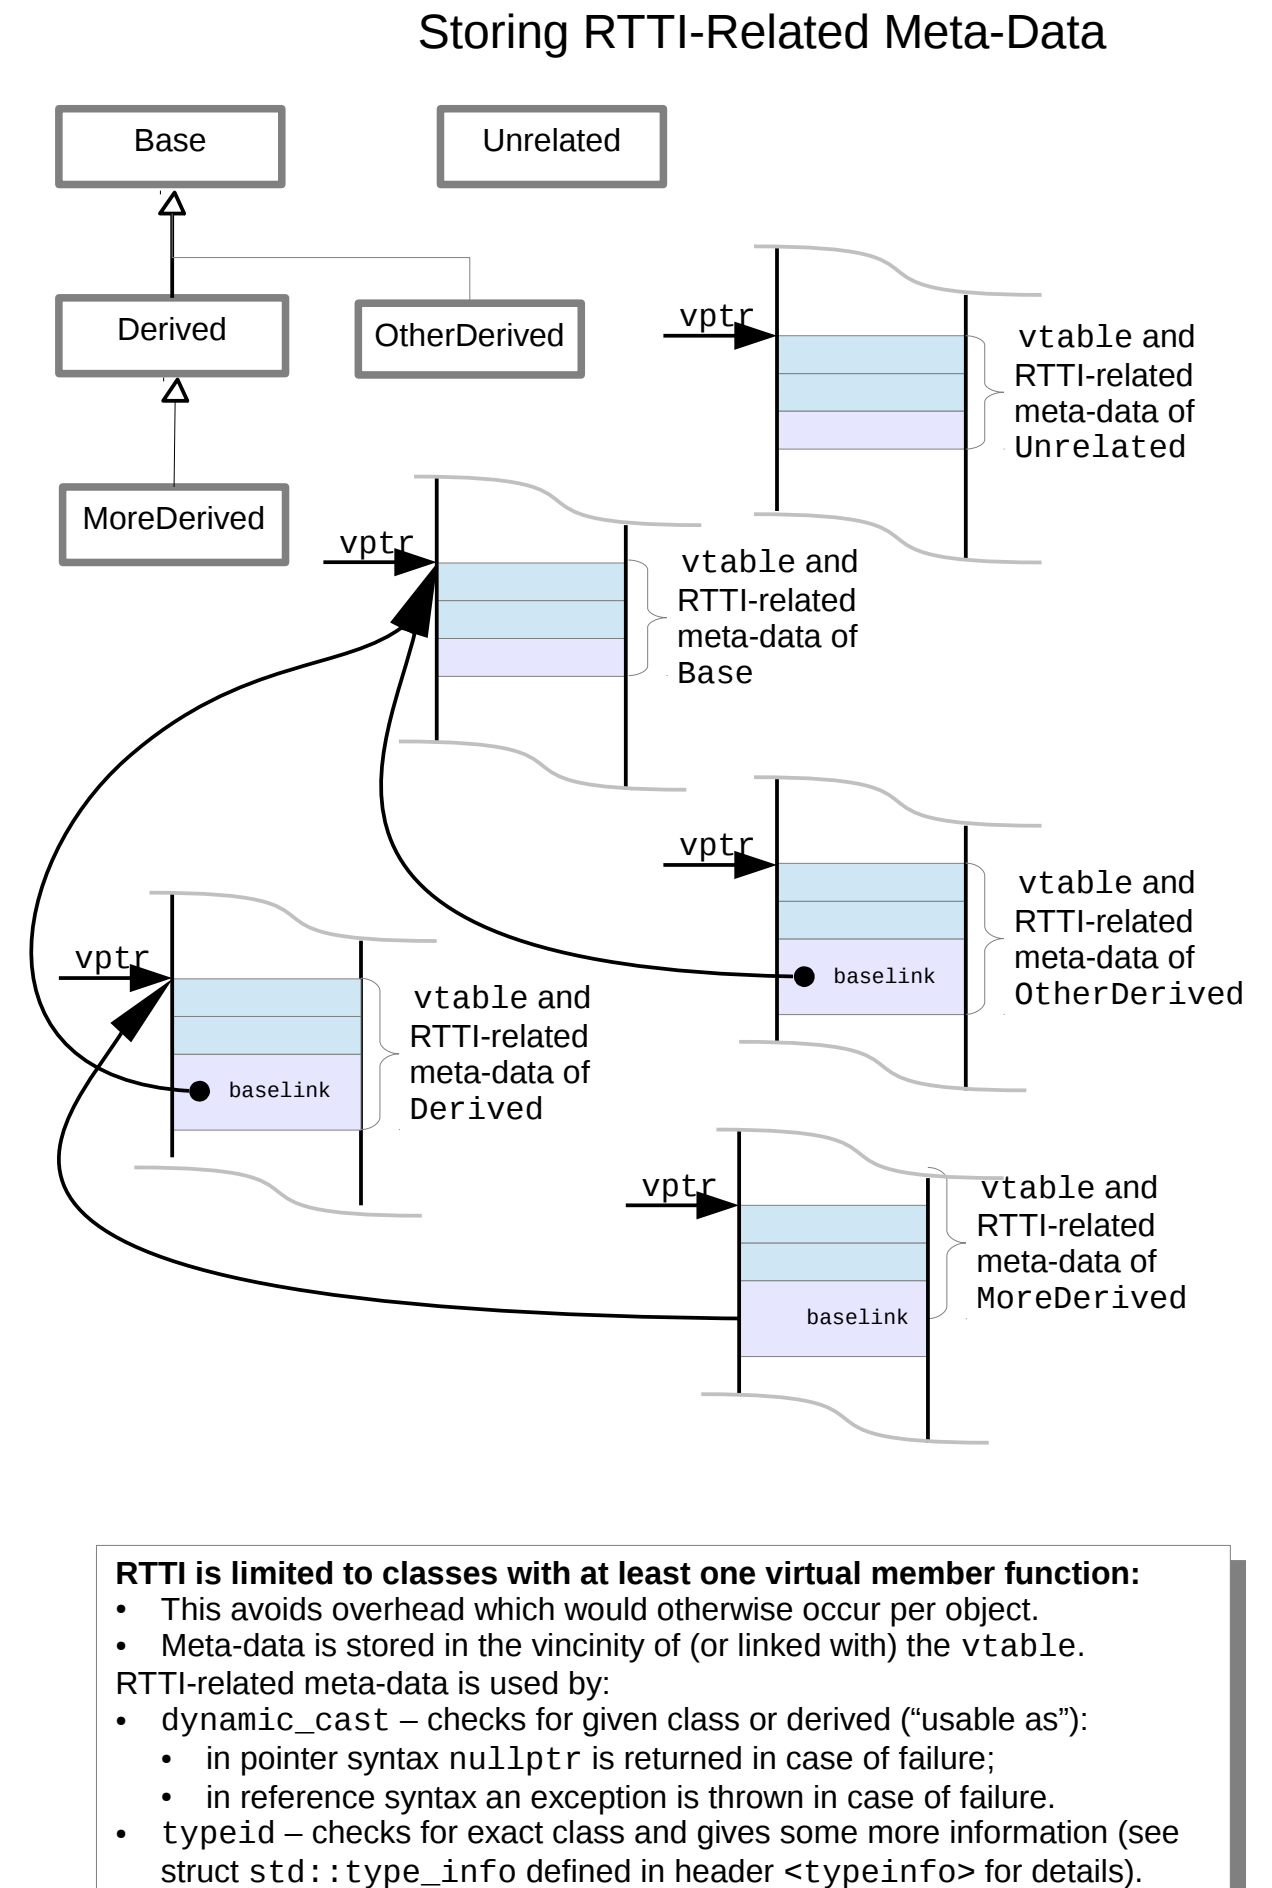 Storing RTTI-Related Meta-Data
Base
Unrelated
Derived
OtherDerived
MoreDerived
vptr
vtable and
RTTI-related
meta-data of
Unrelated
vptr
vtable and
RTTI-related
meta-data of
Base
vptr
baselink
vtable and
RTTI-related
meta-data of
OtherDerived
vptr
baselink
vtable and
RTTI-related
meta-data of
Derived
vptr
baselink
vtable and
RTTI-related
meta-data of
MoreDerived
RTTI is limited to classes with at least one virtual member function:
• This avoids overhead which would otherwise occur per object.
• Meta-data is stored in the vincinity of (or linked with) the vtable.
RTTI-related meta-data is used by:
• dynamic_cast – checks for given class or derived (“usable as”):
• in pointer syntax nullptr is returned in case of failure;
• in reference syntax an exception is thrown in case of failure.
• typeid – checks for exact class and gives some more information (see
struct std::type_info defined in header <typeinfo> for details).